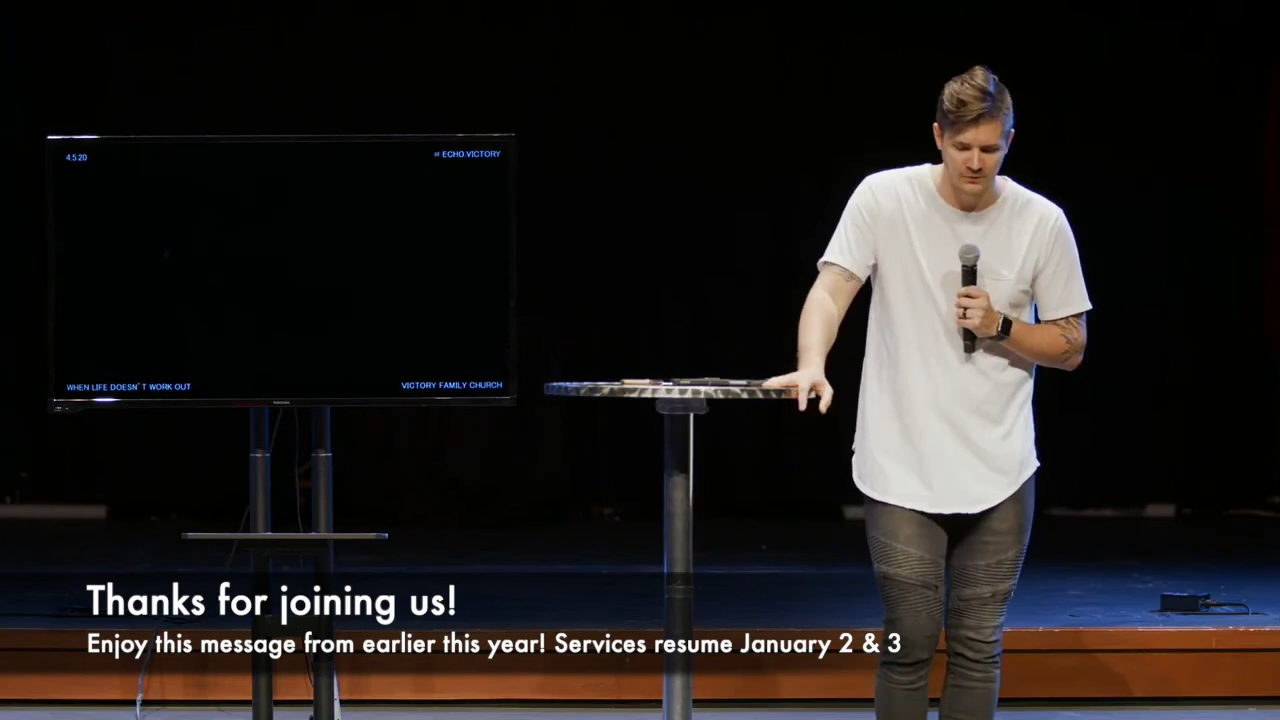 4.5.20
ECHO.VICTORY
WHEN LIFE DOESN'T WORK OUT
VICTORY FAMILY CHURCH
Thanks for joining us!
Enjoy this message from earlier this year! Services resume January 2 & 3